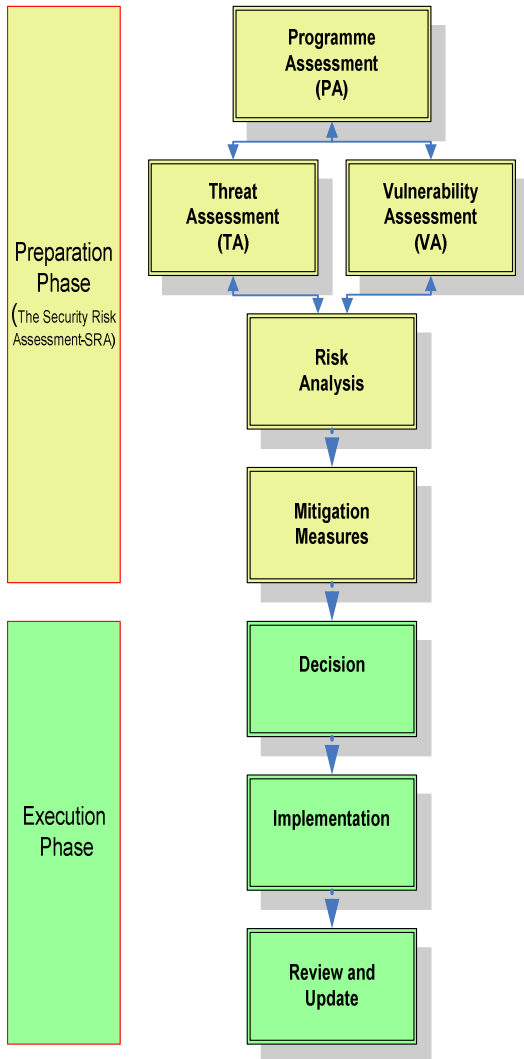 Programme
Assessment
(PA)
Threat
Assessment
(TA)
Vulnerability
Assessment
(VA)
Preparation
Phase
(The Security Risk
Assessment-SRA)
Risk
Analysis
Mitigation
Measures
Decision
Execution
Phase
Implementation
Review and
Update